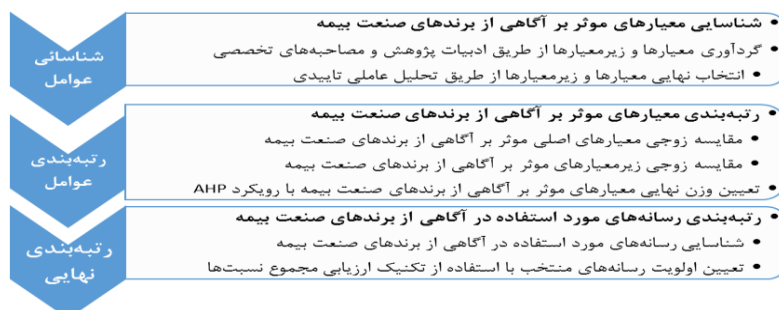 شناسائی
عوامل
• شناسایی معیارهای موثر بر آگاهی از برندهای صنعت بیمه
• گردآوری معیارها و زیرمعیارها از طریق ادبیات پژوهش و مصاحبه‌های تخصصی
• انتخاب نهایی معیارها و زیرمعیارها از طریق تحلیل عاملی تاییدی
رتبه‌بندی
عوامل
• رتبه‌بندی معیارهای موثر بر آگاهی از برندهای صنعت بیمه
• مقایسه زوجی معیارهای اصلی موثر بر آگاهی از برندهای صنعت بیمه
• مقایسه زوجی زیرمعیارهای موثر بر آگاهی از برندهای صنعت بیمه
• تعیین وزن نهایی معیارهای موثر بر آگاهی از برندهای صنعت بیمه با رویکرد AHP
رتبه‌بندی
نهایی
• رتبه‌بندی رسانه‌های مورد استفاده در آگاهی از برندهای صنعت بیمه
• شناسایی رسانه‌های مورد استفاده در آگاهی از برندهای صنعت بیمه
• تعیین اولویت رسانه‌های منتخب با استفاده از تکنیک ارزیابی مجموع نسبت‌ها